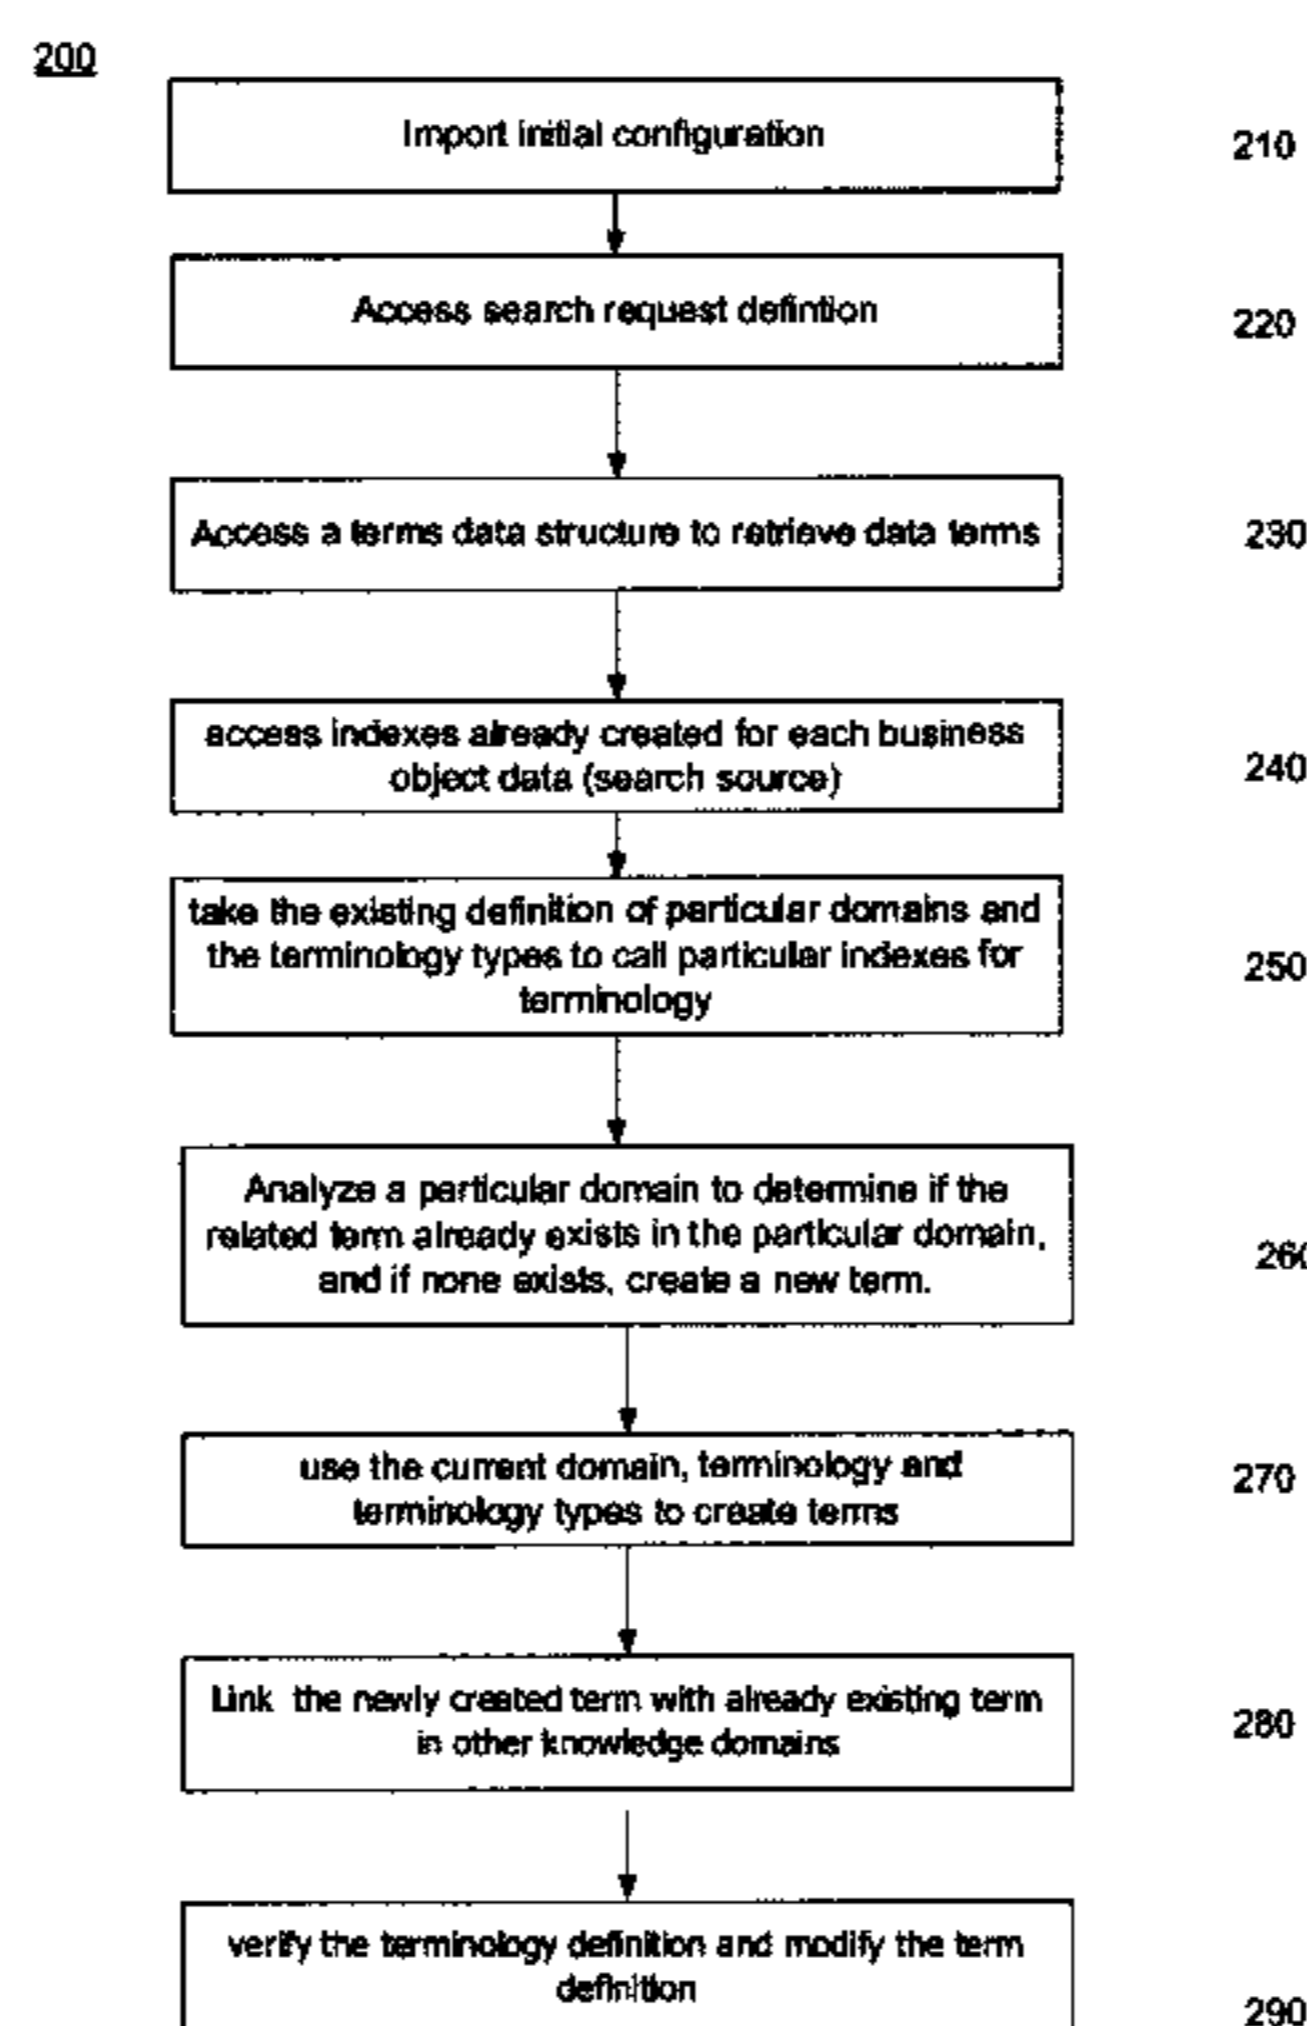 200
Import initial configuration
210
Access search request defintion
220
Access a terms data structure to retrieve data terms
230
access indexes already created for each business
object data (search source)
240
take the existing definition of particular domains and
the terminology types to call particular indexes for
terminology
250
Analyze a particular domain to determine if the
related term already exists in the particular domain,
and if none exists, create a new term.
260
use the current domain, terminology and
terminology types to create terms
270
Link the newly created term with already existing term
in other knowledge domains
280
verify the terminology definition and modify the term
definition
290